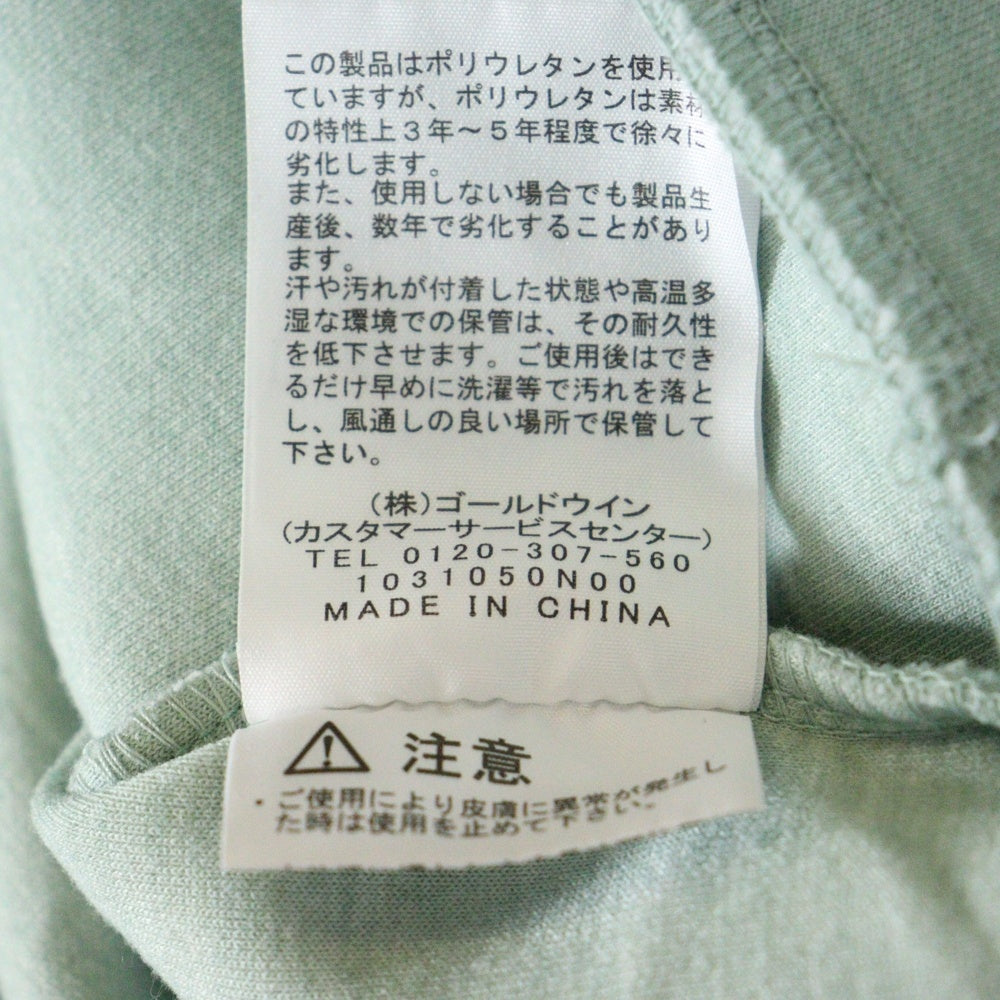 この製品はポリウレタンを使用
ていますが、ポリウレタンは素材
の特性上３年～５年程度で徐々に
劣化します。
また、使用しない場合でも製品生
産後、数年で劣化することがあり
ます。
汗や汚れが付着した状態や高温多
湿な環境での保管は、その耐久性
を低下させます。ご使用後はでき
るだけ早めに洗濯等で汚れを落と
し、風通しの良い場所で保管して
下さい。
(株)ゴールドウイン
(カスタマーサービスセンター)
TEL 0120-307-560
1031050N00
MADE IN CHINA
注意
・ご使用により皮膚に異常が発生し
た時は使用を止めて下さい。